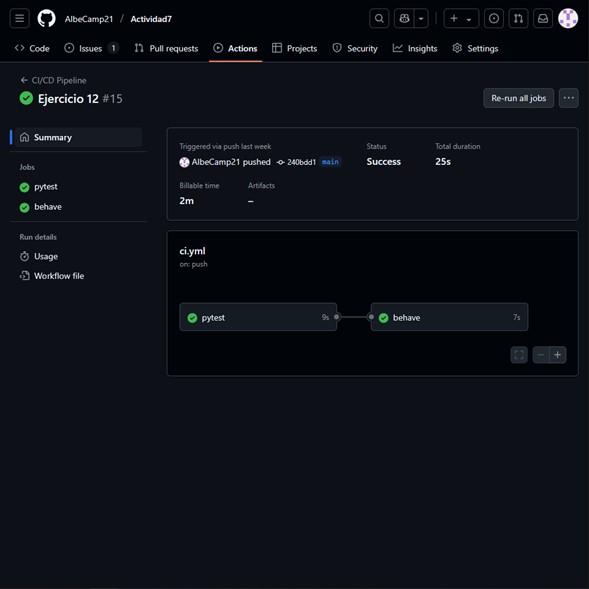 AlbeCamp21 / Actividad7
Code Issues 1 Pull requests Actions Projects Security Insights Settings
CI/CD Pipeline
Ejercicio 12 #15
Re-run all jobs
Summary
Jobs
pytest
behave
Run details
Usage
Workflow file
Triggered via push last week
AlbeCamp21 pushed 240bdd1 main
Status
Success
Total duration
25s
Billable time
2m
Artifacts
–
ci.yml
on: push
pytest 9s
behave 7s